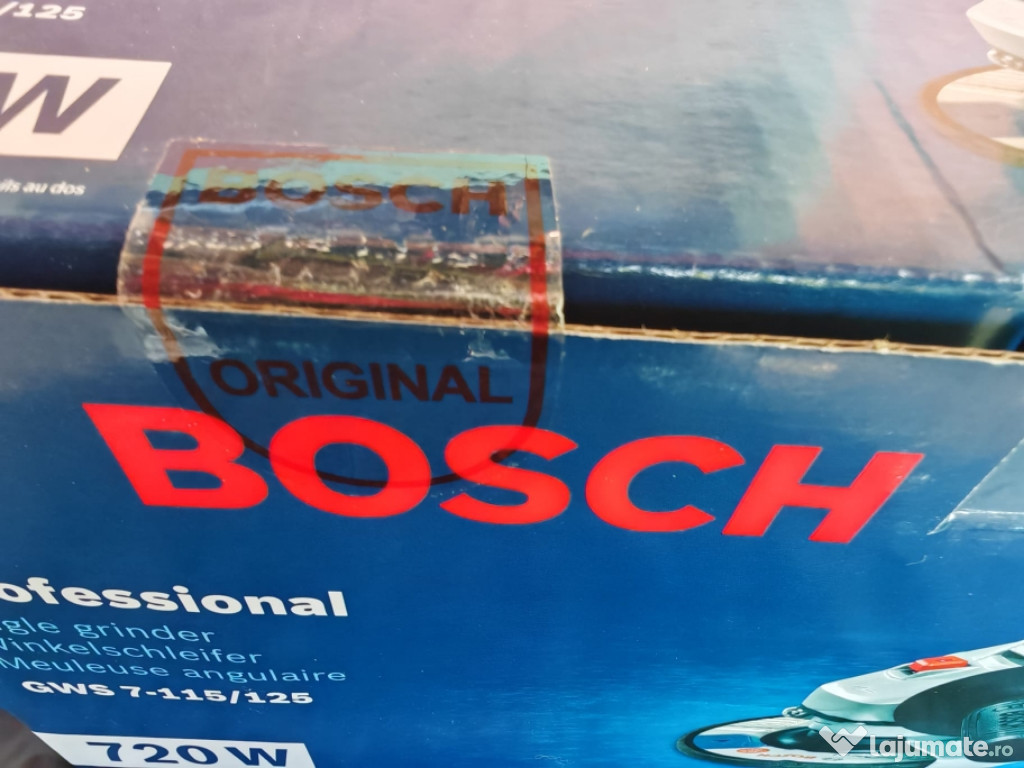 /125
W
ils au dos
BOSCH
ORIGINAL
BOSCH
ofessional
gle grinder
Winkelschleifer
Meuleuse angulaire
GWS 7-115/125
720 W
Lajumate.ro